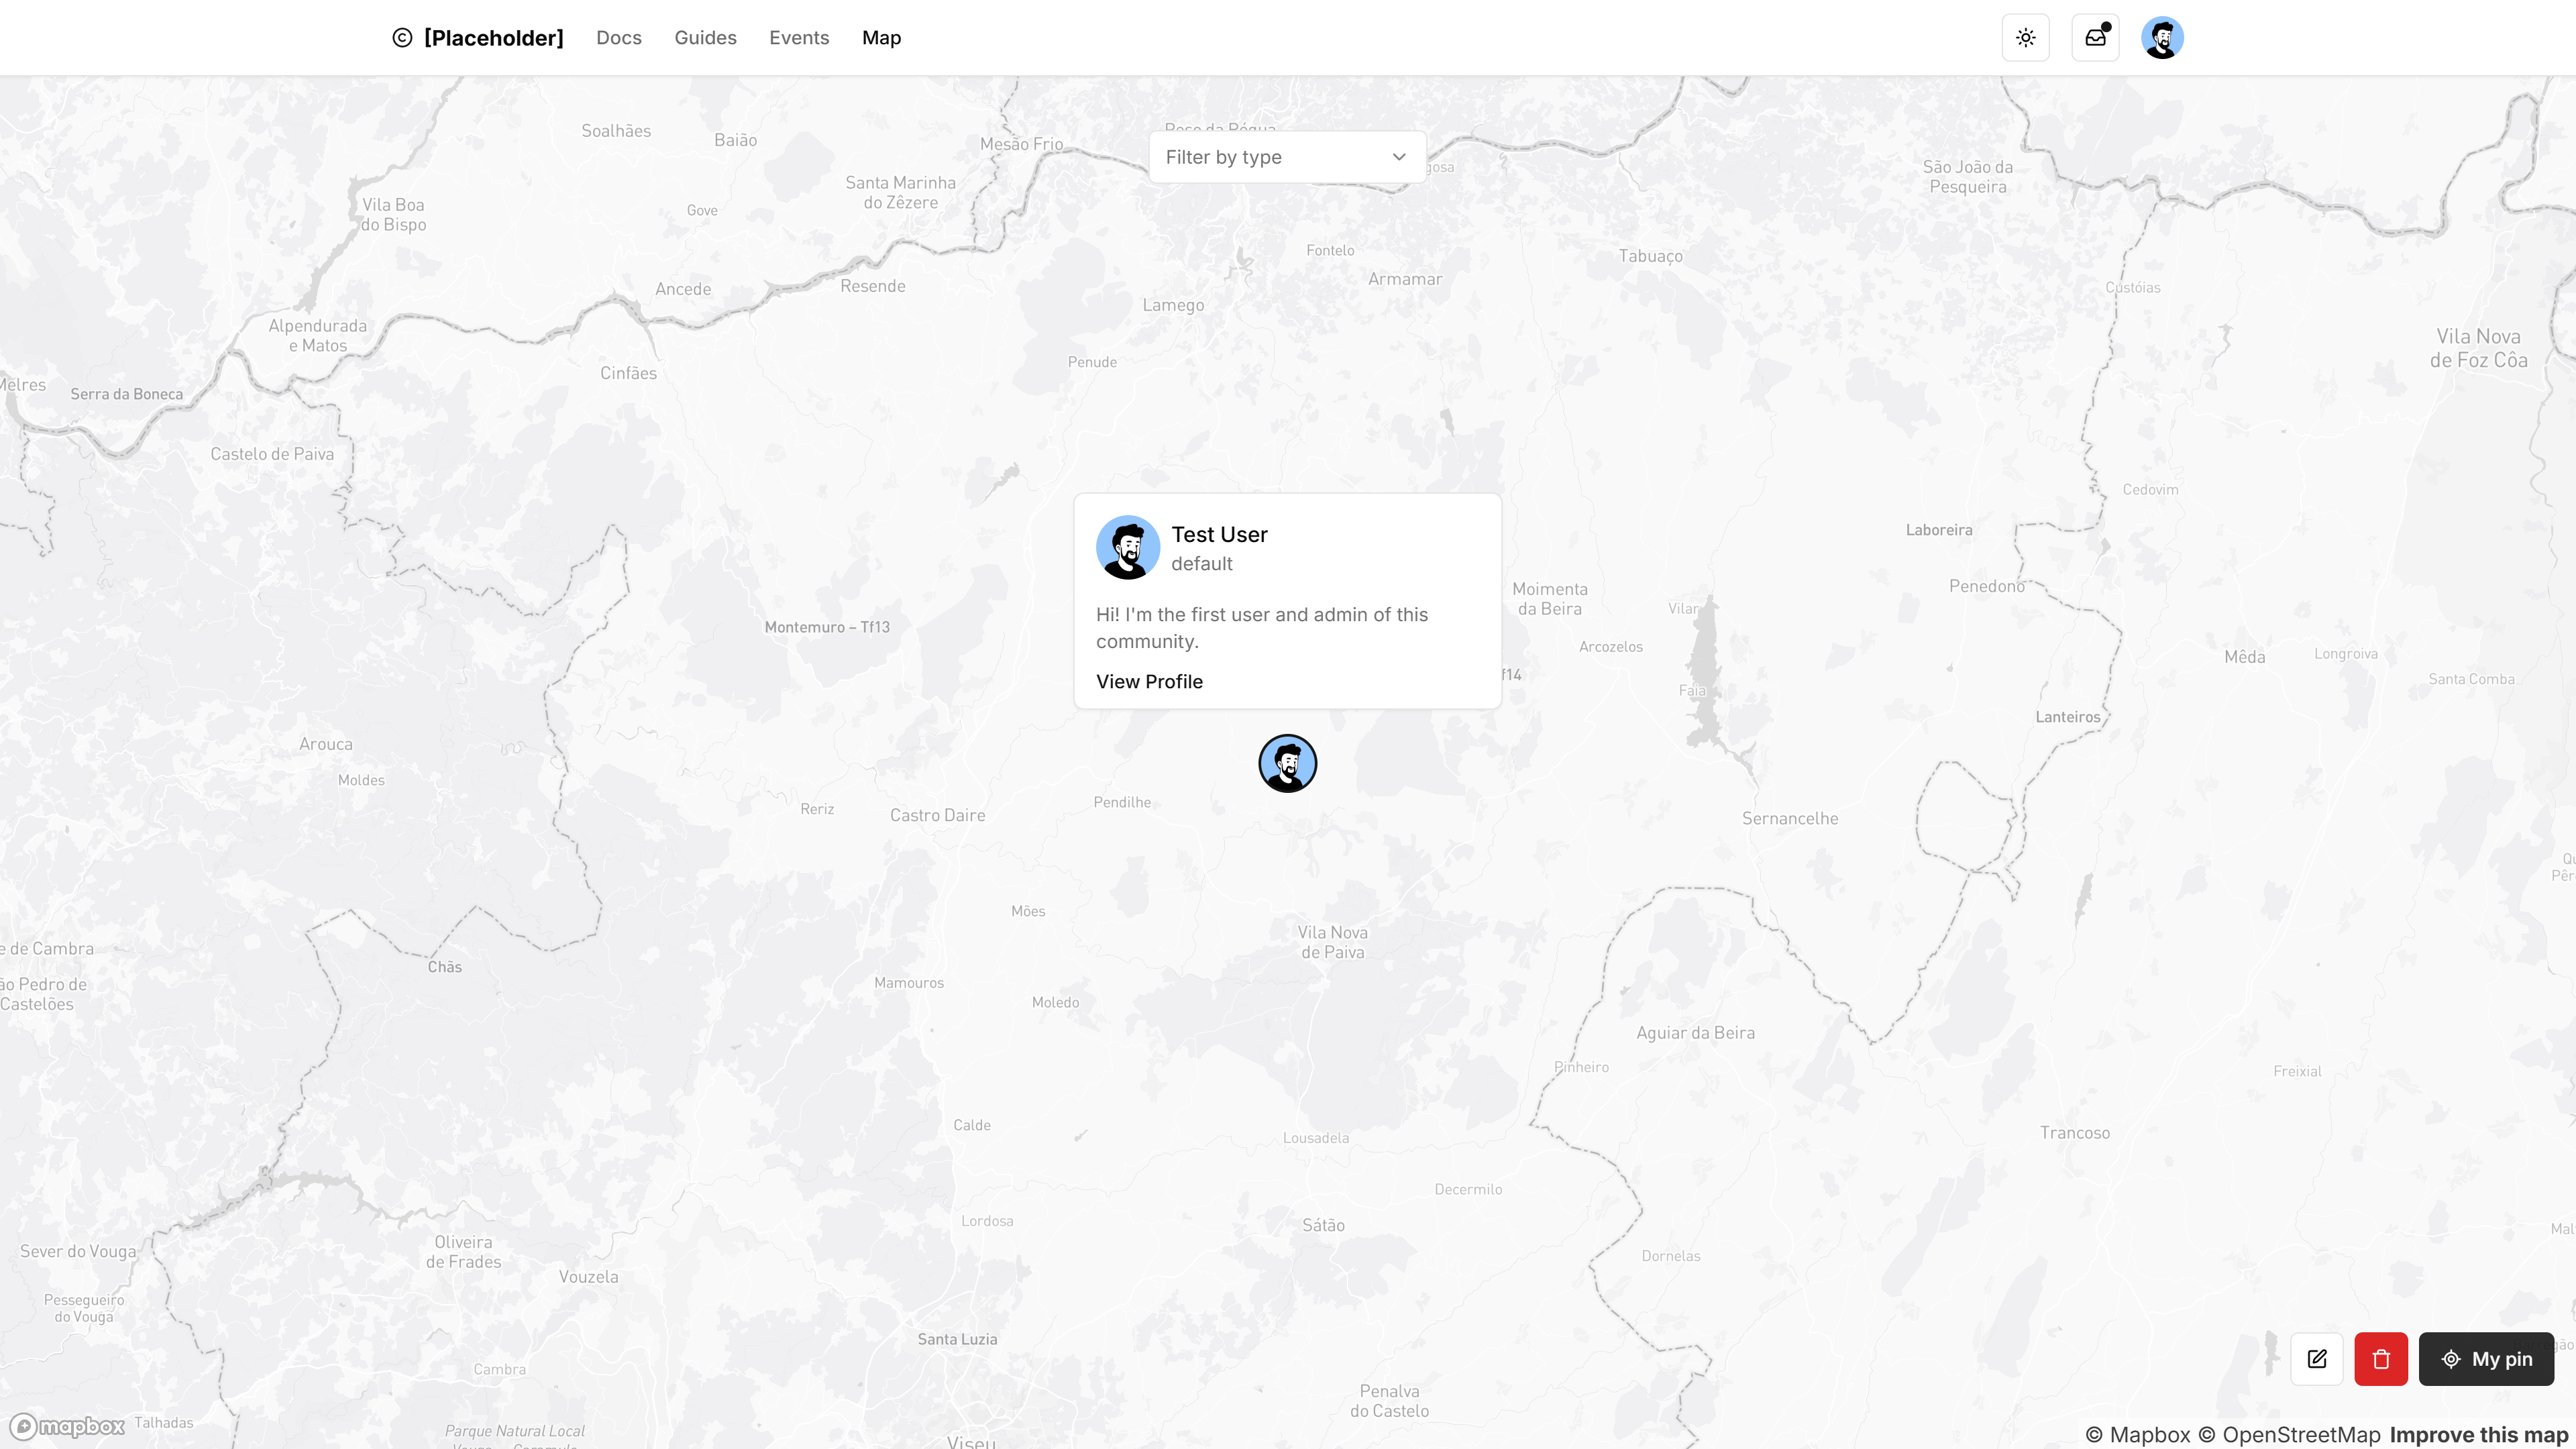 [Placeholder] Docs Guides Events Map
Soalhães
Baião
Mesão Frio
Peso da Régua
Filter by type
São João da
Pesqueira
Santa Marinha
do Zêzere
Vila Boa
do Bispo
Gove
Fontelo
Tabuaço
Armamar
Ancede
Resende
Custóias
Lamego
Alpendurada
e Matos
Vila Nova
de Foz Côa
Penude
Cinfães
Melres
Serra da Boneca
Castelo de Paiva
Cedovim
Laboreira
Test User
default
Hi! I'm the first user and admin of this
community.
View Profile
Moimenta
da Beira
Penedono
Vilar
Montemuro – Tf13
Arcozelos
Mêda
Longroiva
f14
Santa Comba
Faia
Lanteiros
Arouca
Moldes
Reriz
Castro Daire
Pendilhe
Sernancelhe
Mões
Vila Nova
de Paiva
e de Cambra
Chãs
ão Pedro de
Castelões
Mamouros
Moledo
Aguiar da Beira
Pinheiro
Freixial
Calde
Lousadela
Trancoso
Decermilo
Lordosa
Sátão
Sever do Vouga
Oliveira
de Frades
Dornelas
Vouzela
Pessegueiro
do Vouga
Santa Luzia
Cambra
My pin
Penalva
do Castelo
mapbox
Talhadas
Parque Natural Local
Viseu
© Mapbox © OpenStreetMap Improve this map